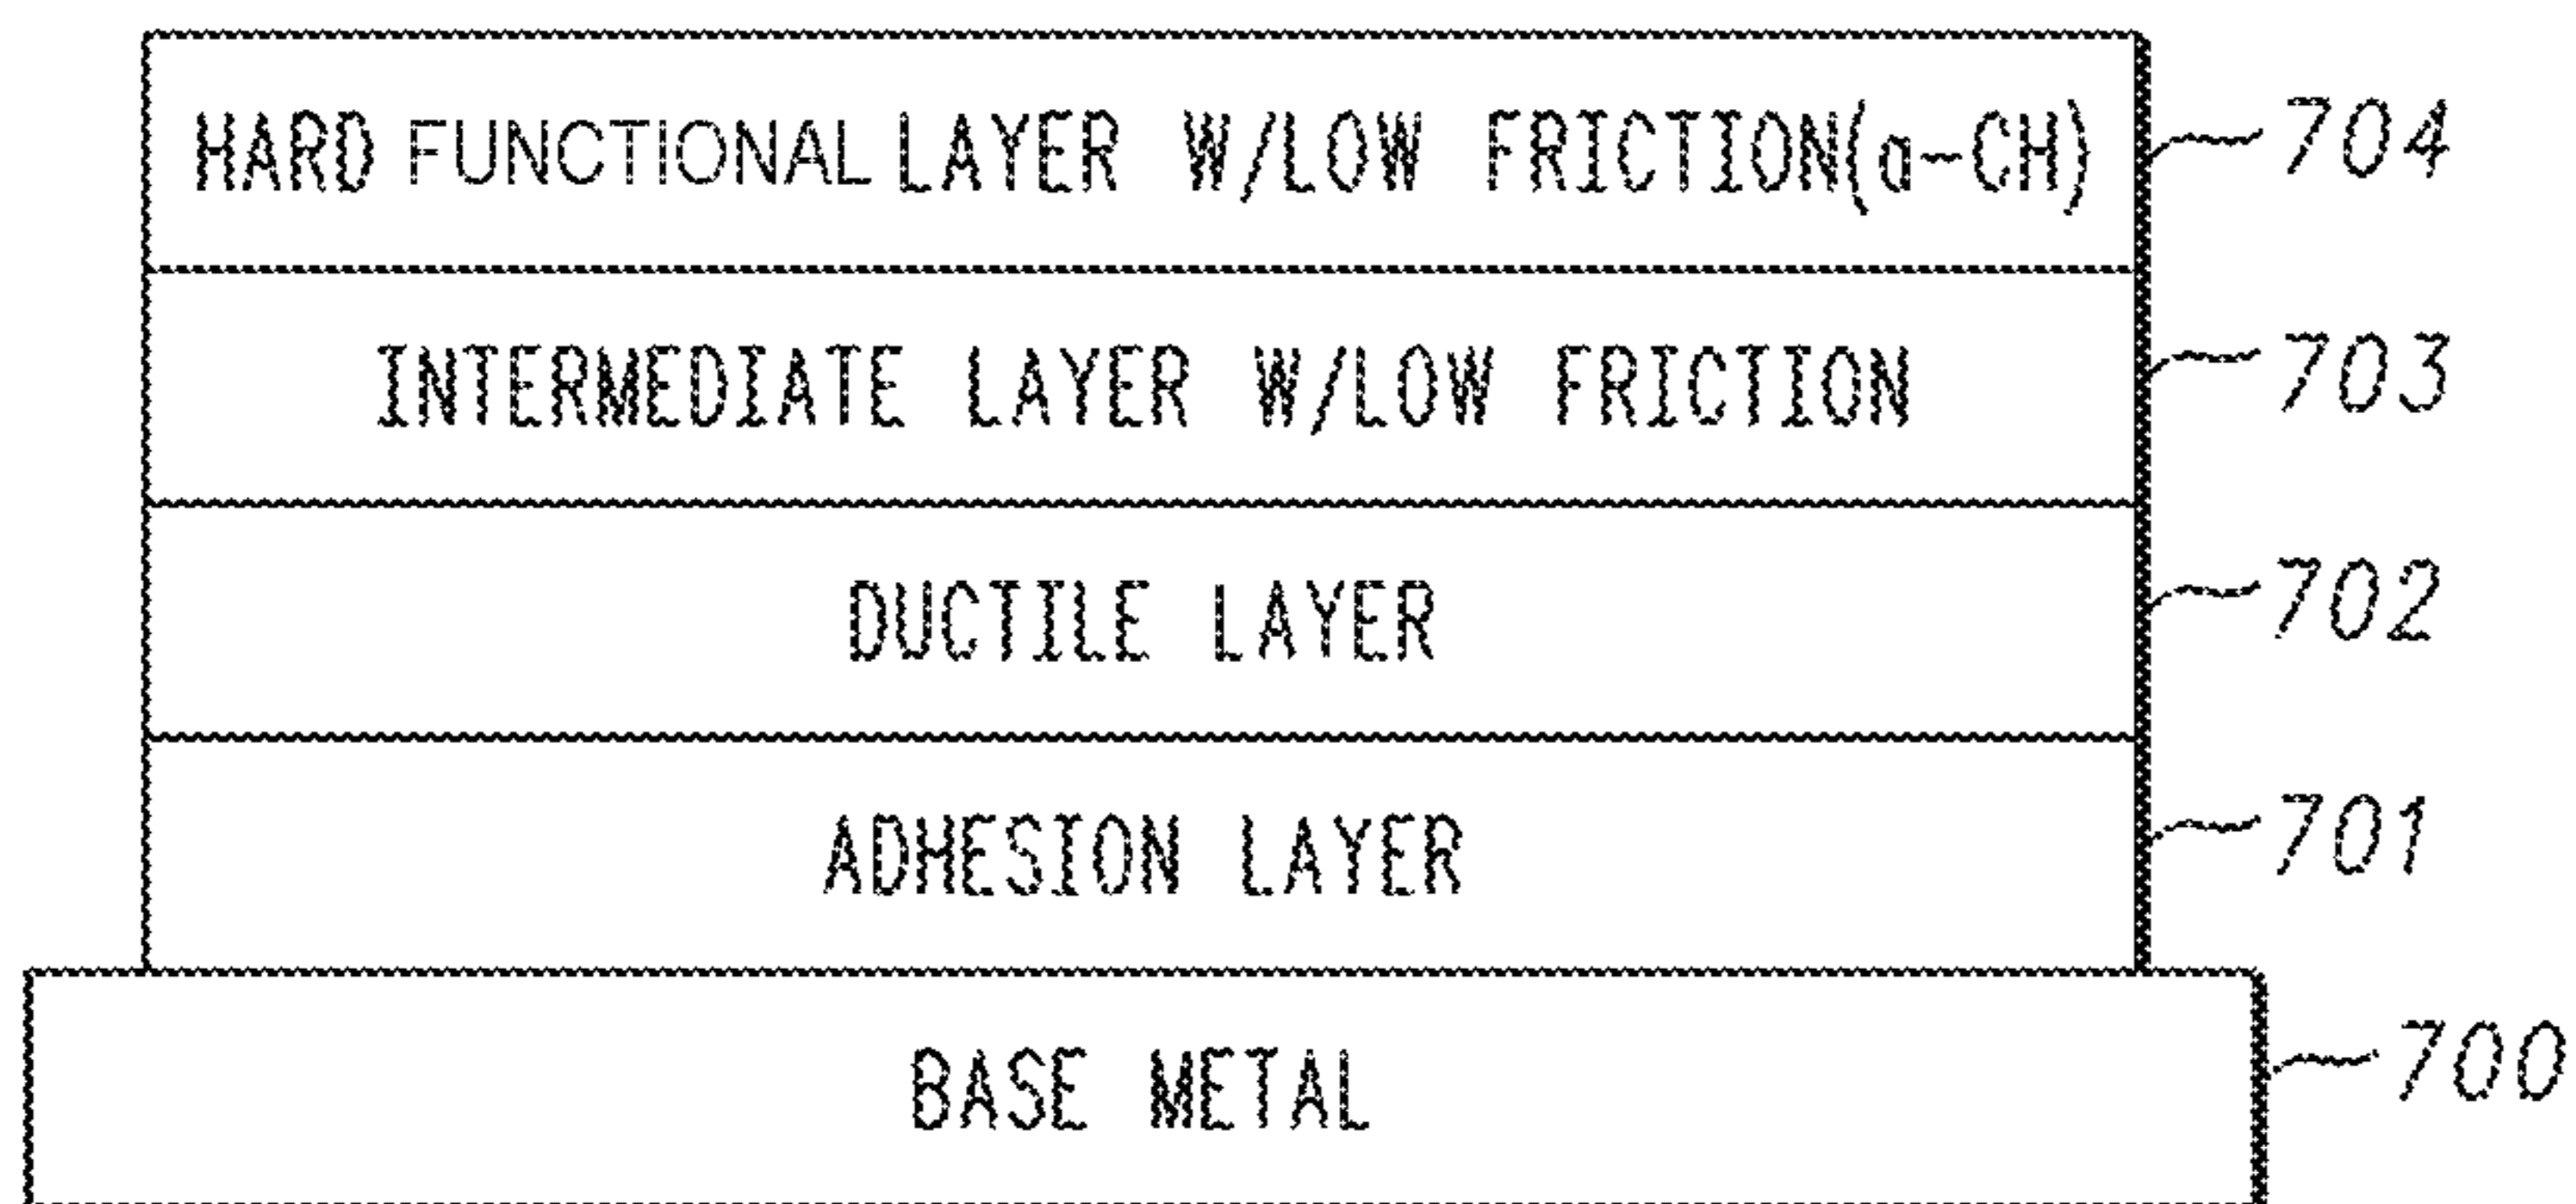 HARD FUNCTIONAL LAYER W/LOW FRICTION(a-CH) 704
INTERMEDIATE LAYER W/LOW FRICTION 703
DUCTILE LAYER 702
ADHESION LAYER 701
BASE METAL 700